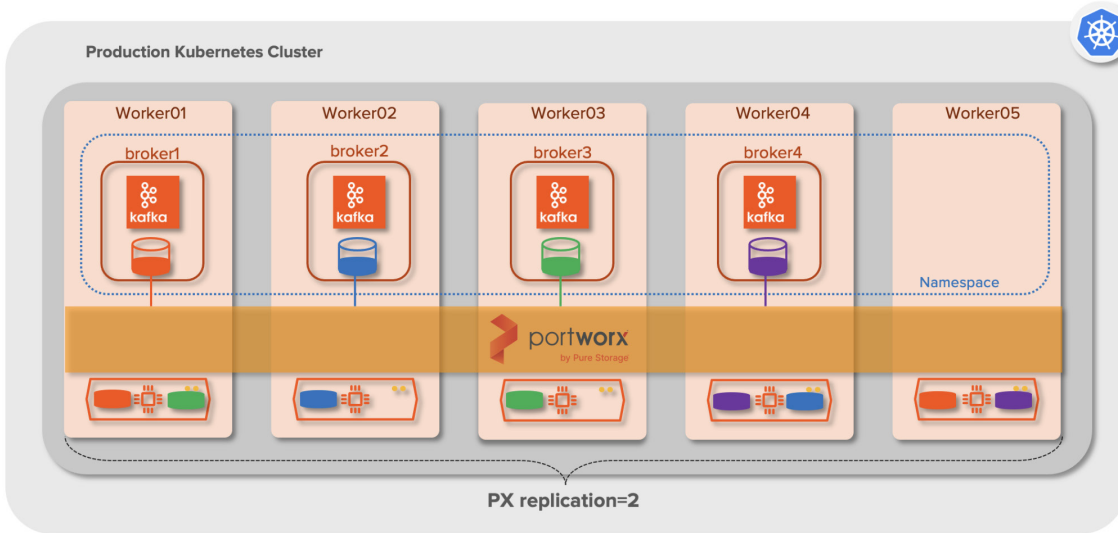 Production Kubernetes Cluster
Worker01
Worker02
Worker03
Worker04
Worker05
broker1
broker2
broker3
broker4
kafka
kafka
kafka
kafka
Namespace
portworx
by Pure Storage
PX replication=2